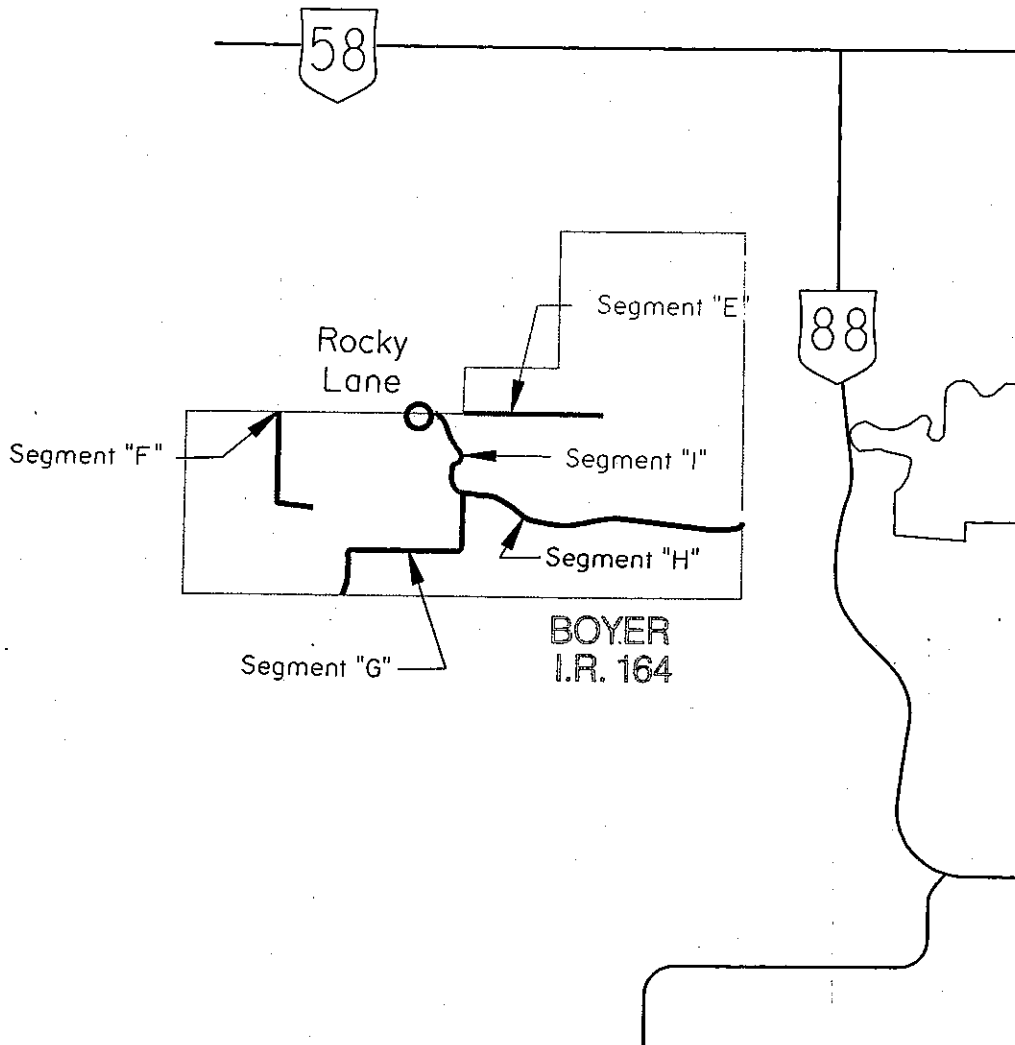 58
Segment "E"
88
Rocky
Lane
Segment "F"
Segment "I"
Segment "H"
BOYER
I.R. 164
Segment "G"